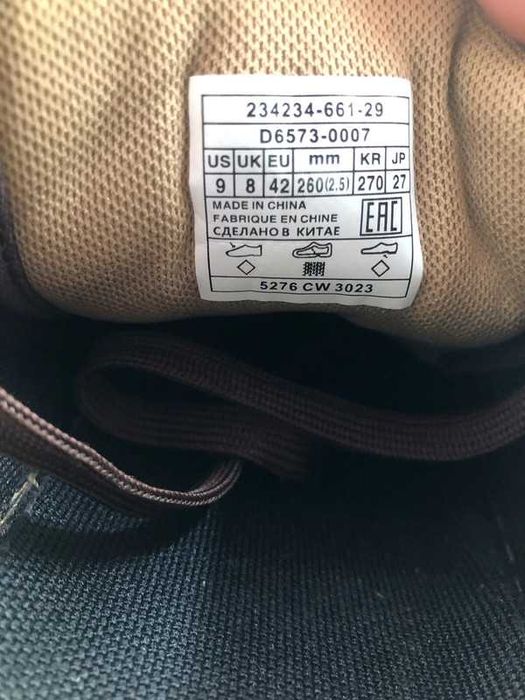 234234-661-29
D6573-0007
US UK EU mm KR JP
9 8 42 260(2.5) 270 27
MADE IN CHINA
FABRIQUE EN CHINE
СДЕЛАНО В КИТАЕ
EAC
5276 CW 3023